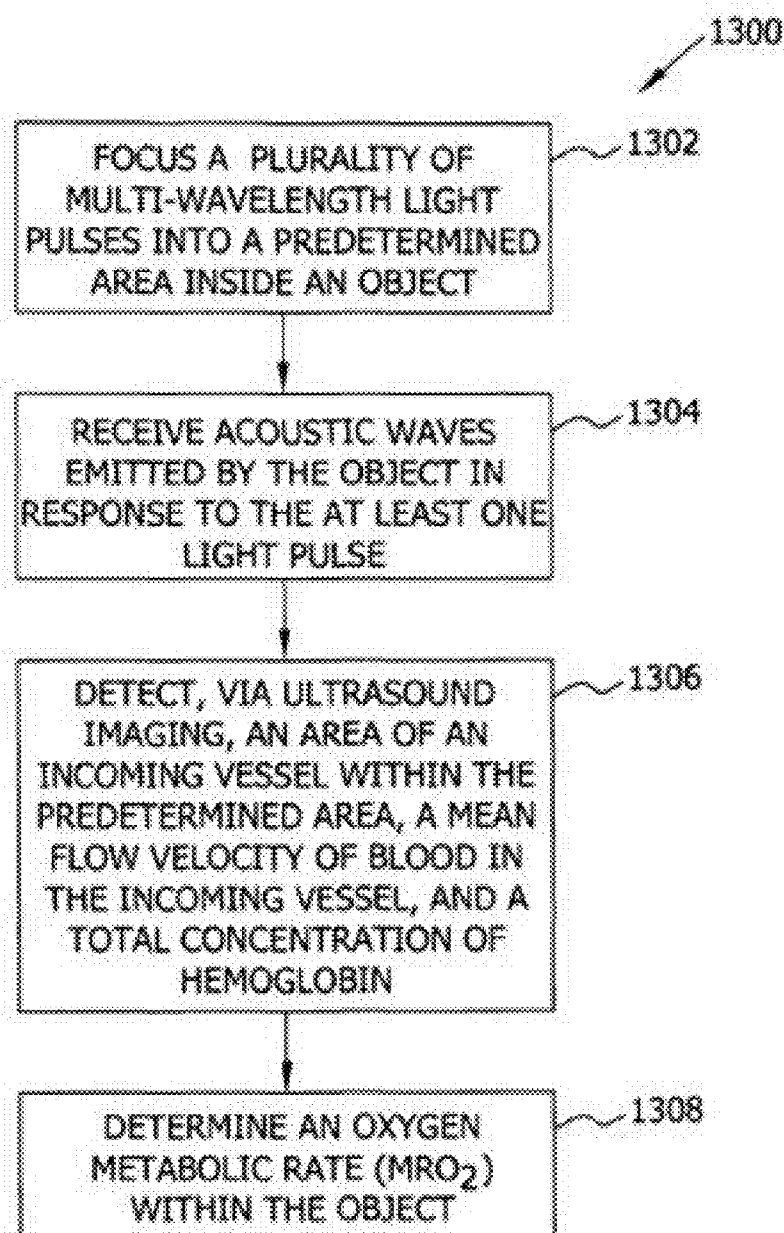 1300
FOCUS A PLURALITY OF
MULTI-WAVELENGTH LIGHT
PULSES INTO A PREDETERMINED
AREA INSIDE AN OBJECT
1302
RECEIVE ACOUSTIC WAVES
EMITTED BY THE OBJECT IN
RESPONSE TO THE AT LEAST ONE
LIGHT PULSE
1304
DETECT, VIA ULTRASOUND
IMAGING, AN AREA OF AN
INCOMING VESSEL WITHIN THE
PREDETERMINED AREA, A MEAN
FLOW VELOCITY OF BLOOD IN
THE INCOMING VESSEL, AND A
TOTAL CONCENTRATION OF
HEMOGLOBIN
1306
DETERMINE AN OXYGEN
METABOLIC RATE (MRO2)
WITHIN THE OBJECT
1308